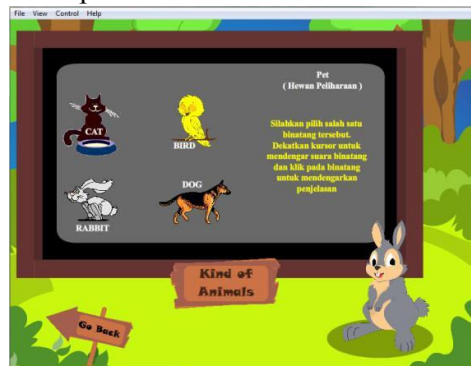 File View Control Help
Pet
( Hewan Peliharaan )
CAT
BIRD
Silahkan pilih salah satu
binatang tersebut.
Dekatkan kursor untuk
mendengar suara binatang
dan klik pada binatang
untuk mendengarkan
penjelasan
DOG
RABBIT
Kind of
Animals
Go Back